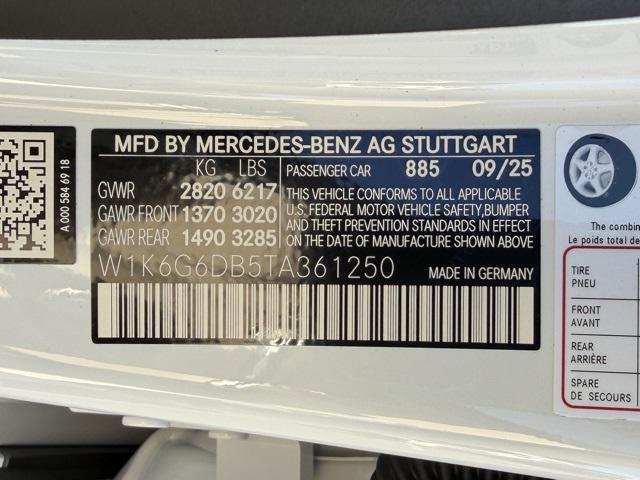 A 000 584 69 18
MFD BY MERCEDES-BENZ AG STUTTGART
KG LBS PASSENGER CAR 885 09/25
GVWR 2820 6217
GAWR FRONT 1370 3020
GAWR REAR 1490 3285
THIS VEHICLE CONFORMS TO ALL APPLICABLE
U.S. FEDERAL MOTOR VEHICLE SAFETY,BUMPER
AND THEFT PREVENTION STANDARDS IN EFFECT ON
THE DATE OF MANUFACTURE SHOWN ABOVE.
W1K6G6DB5TA361250 MADE IN GERMANY
The combin
Le poids total de
TIRE
PNEU
FRONT
AVANT
REAR
ARRIÈRE
SPARE
DE SECOURS